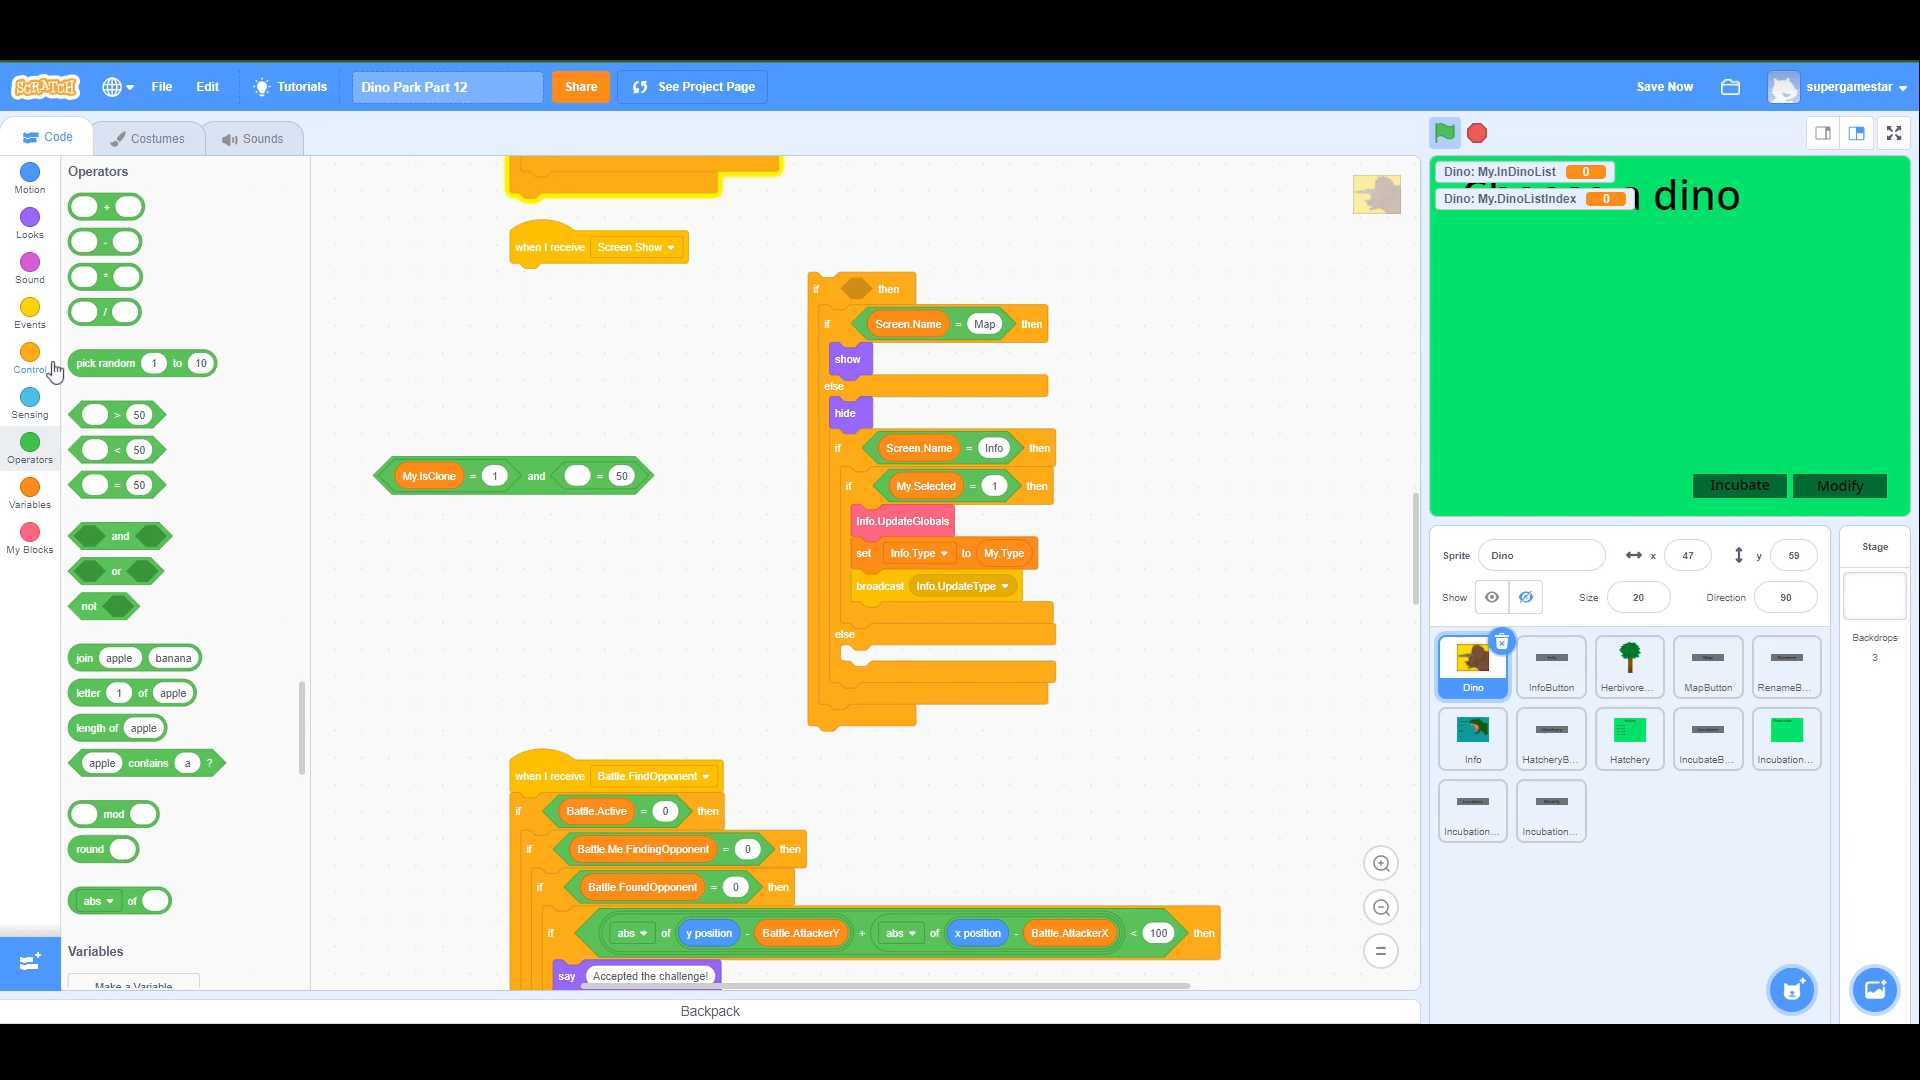 SCRATCH File Edit Tutorials Dino Park Part 12 Share See Project Page Save Now supergamestar
Code Costumes Sounds
Motion
Looks
Sound
Events
Control
Sensing
Operators
Variables
My Blocks
Operators
+
-
*
/
pick random 1 to 10
> 50
< 50
= 50
and
or
not
join apple banana
letter 1 of apple
length of apple
apple contains a ?
mod
round
abs of
Variables
Make a Variable
when I receive Screen.Show
My.IsClone = 1 and = 50
if then
if Screen.Name = Map then
show
else
hide
if Screen.Name = Info then
if My.Selected = 1 then
Info.UpdateGlobals
set Info.Type to My.Type
broadcast Info.UpdateType
else
when I receive Battle.FindOpponent
if Battle.Active = 0 then
if Battle.Me.FindingOpponent = 0 then
if Battle.FoundOpponent = 0 then
if abs of y position - Battle.AttackerY + abs of x position - Battle.AttackerX < 100 then
say Accepted the challenge!
Backpack
Dino: My.InDinoList 0
Dino: My.DinoListIndex 0
dino
Incubate Modify
Sprite Dino x 47 y 59
Show Size 20 Direction 90
Dino InfoButton Herbivore... MapButton RenameB...
Info HatcheryB... Hatchery IncubateB... Incubation...
Incubation... Incubation...
Stage
Backdrops
3